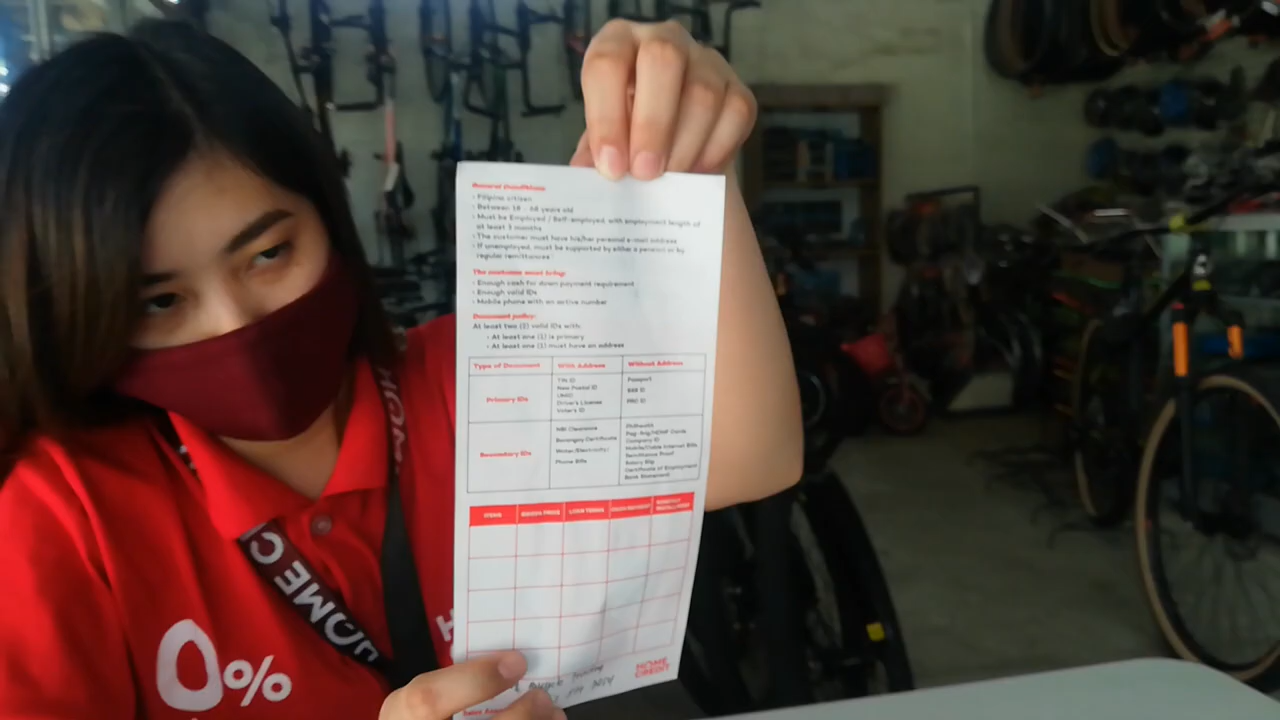 General Conditions
- Filipino citizen
- Between 18 - 68 years old
- Must be Employed / Self-employed, with employment length of
at least 3 months
- The customer must have his/her personal e-mail address
- If unemployed, must be supported by either a pension or by
regular remittances
The customer must bring:
- Enough cash for down payment requirement
- Enough valid IDs
- Mobile phone with an active number
Document policy:
At least two (2) valid IDs with:
- At least one (1) is primary
- At least one (1) must have an address
Type of Document With Address Without Address
Primary IDs
TIN ID
New Postal ID
UMID
Driver's License
Voter's ID
Passport
SSS ID
PRC ID
Secondary IDs
NBI Clearance
Barangay Certificate
Water/Electricity/
Phone Bills
Philhealth
Pag-ibig/HDMF Cards
Company ID
Mobile/Cable Internet Bills
Remittance Proof
Salary Slip
Certificate of Employment
Bank Statement
ITEMS LOAN TERMS MONTHLY INSTALLMENT
HOME
CREDIT
Sales
HOME C
HOM
0%